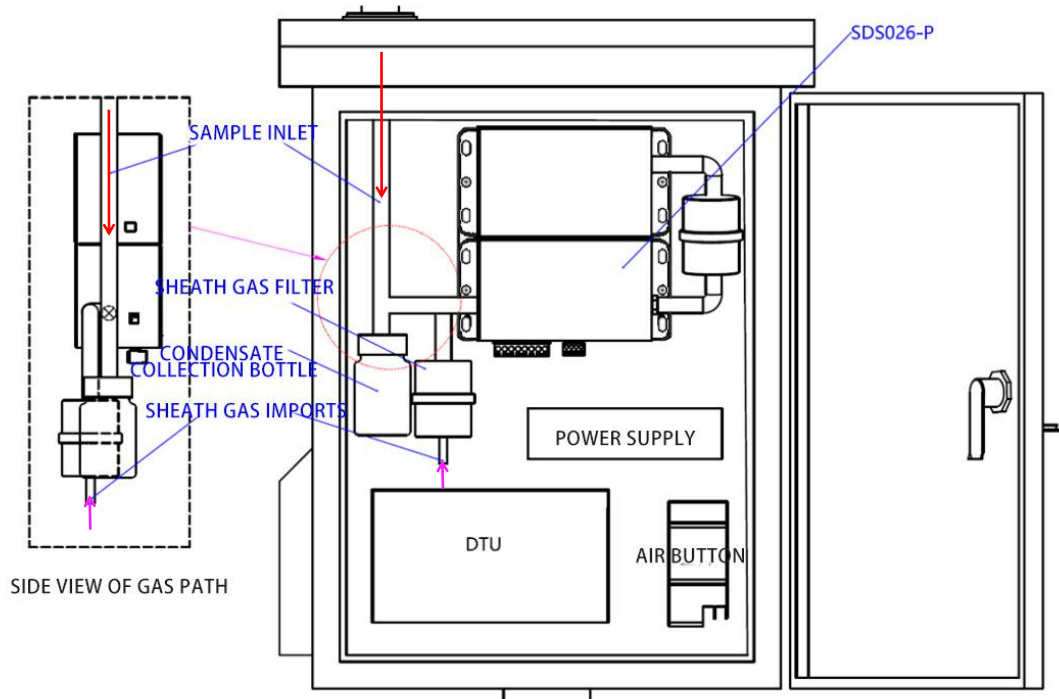 SDS026-P
SAMPLE INLET
SHEATH GAS FILTER
CONDENSATE
COLLECTION BOTTLE
SHEATH GAS IMPORTS
POWER SUPPLY
DTU
AIR BUTTON
SIDE VIEW OF GAS PATH